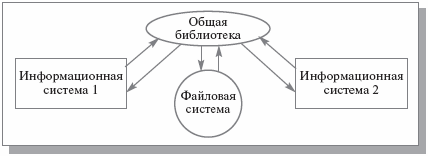 Общая
библиотека
Информационная
система 1
Файловая
система
Информационная
система 2